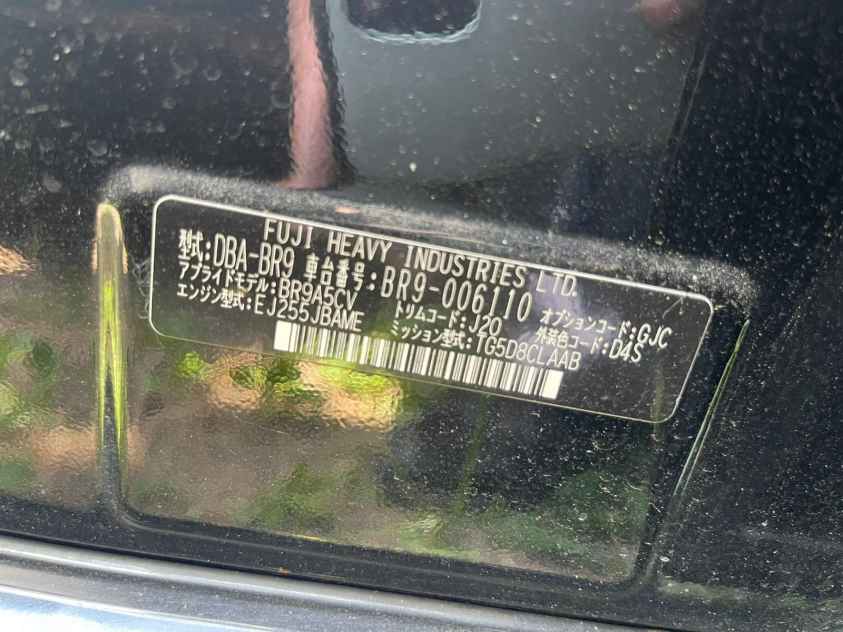 FUJI HEAVY INDUSTRIES LTD.
型式:DBA-BR9 車台番号:BR9-006110
アプライドモデル:BR9A5CV トリムコード:J20 オプションコード:GJC
エンジン型式:EJ255JBAME ミッション型式:TG5D8CLAAB 外装色コード:D4S